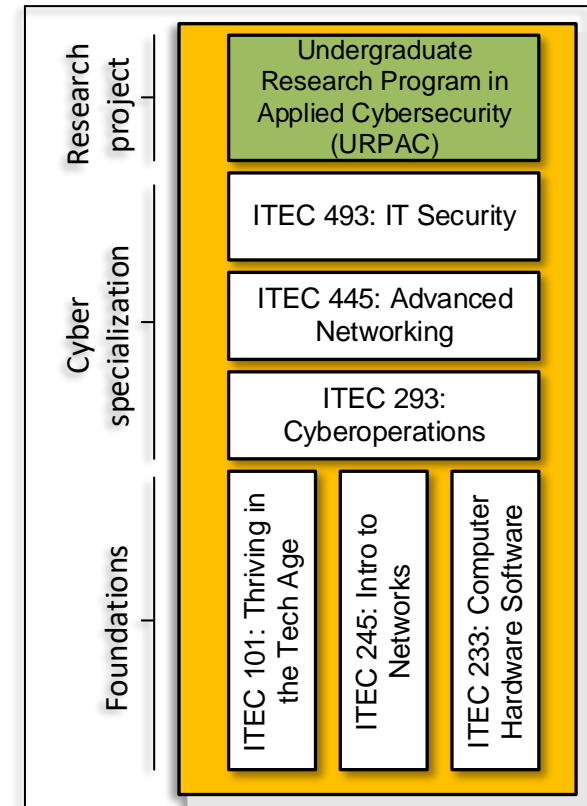 Research
project
Undergraduate
Research Program in
Applied Cybersecurity
(URPAC)
Cyber
specialization
ITEC 493: IT Security
ITEC 445: Advanced
Networking
ITEC 293:
Cyberoperations
Foundations
ITEC 101: Thriving in
the Tech Age
ITEC 245: Intro to
Networks
ITEC 233: Computer
Hardware Software